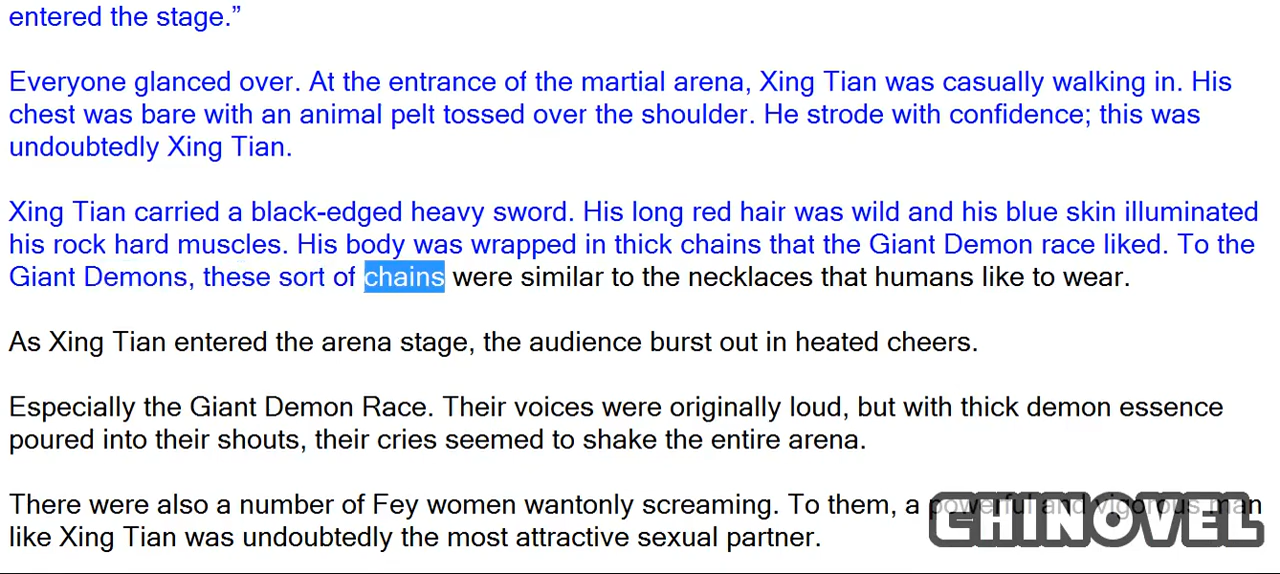 entered the stage.”
Everyone glanced over. At the entrance of the martial arena, Xing Tian was casually walking in. His
chest was bare with an animal pelt tossed over the shoulder. He strode with confidence; this was
undoubtedly Xing Tian.
Xing Tian carried a black-edged heavy sword. His long red hair was wild and his blue skin illuminated
his rock hard muscles. His body was wrapped in thick chains that the Giant Demon race liked. To the
Giant Demons, these sort of chains were similar to the necklaces that humans like to wear.
As Xing Tian entered the arena stage, the audience burst out in heated cheers.
Especially the Giant Demon Race. Their voices were originally loud, but with thick demon essence
poured into their shouts, their cries seemed to shake the entire arena.
There were also a number of Fey women wantonly screaming. To them, a powerful and vigorous man
like Xing Tian was undoubtedly the most attractive sexual partner.
CHINOVEL